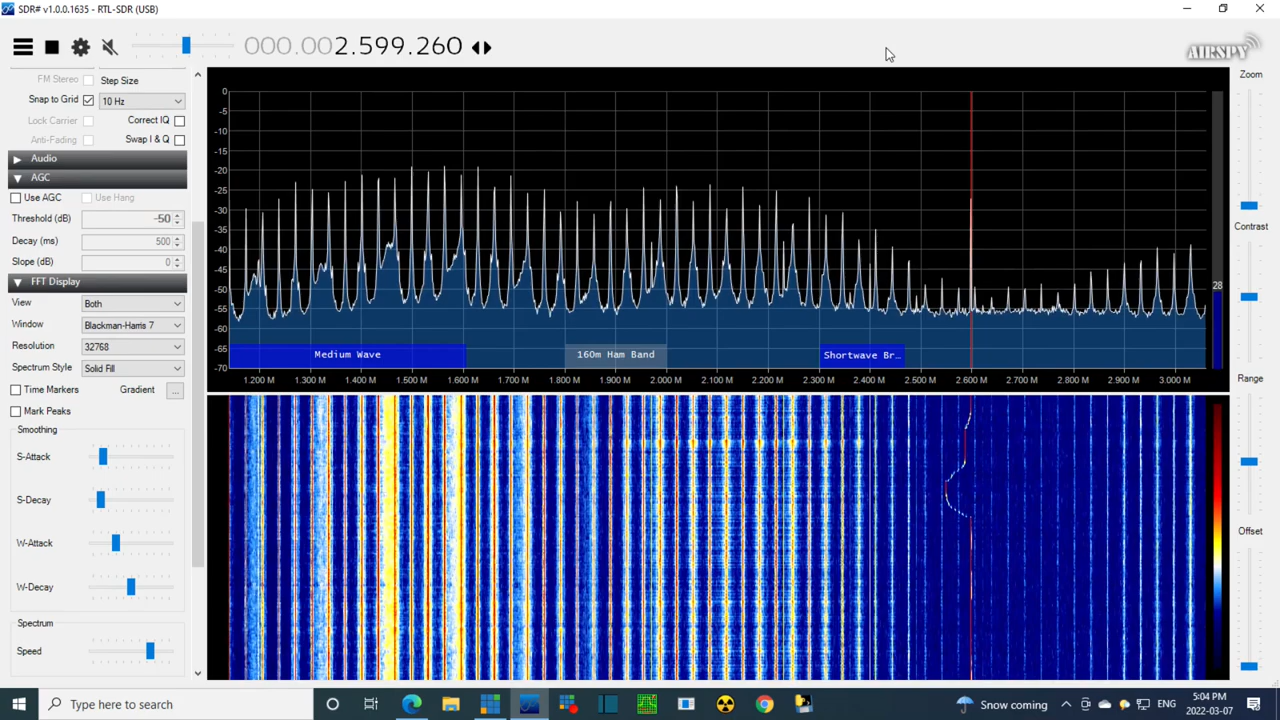 SDR# v1.0.0.1635 - RTL-SDR (USB)
000.002.599.260
AIRSPY
FM Stereo Step Size
Snap to Grid 10 Hz
Lock Carrier Correct IQ
Anti-Fading Swap I & Q
Audio
AGC
Use AGC Use Hang
Threshold (dB) -50
Decay (ms) 500
Slope (dB) 0
FFT Display
View Both
Window Blackman-Harris 7
Resolution 32768
Spectrum Style Solid Fill
Time Markers Gradient ...
Mark Peaks
Smoothing
S-Attack
S-Decay
W-Attack
W-Decay
Spectrum
Speed
0
-5
-10
-15
-20
-25
-30
-35
-40
-45
-50
-55
-60
-65
-70
Medium Wave 160m Ham Band Shortwave Br...
1.200 M 1.300 M 1.400 M 1.500 M 1.600 M 1.700 M 1.800 M 1.900 M 2.000 M 2.100 M 2.200 M 2.300 M 2.400 M 2.500 M 2.600 M 2.700 M 2.800 M 2.900 M 3.000 M
28
Zoom
Contrast
Range
Offset
Type here to search
Snow coming
ENG
5:04 PM
2022-03-07